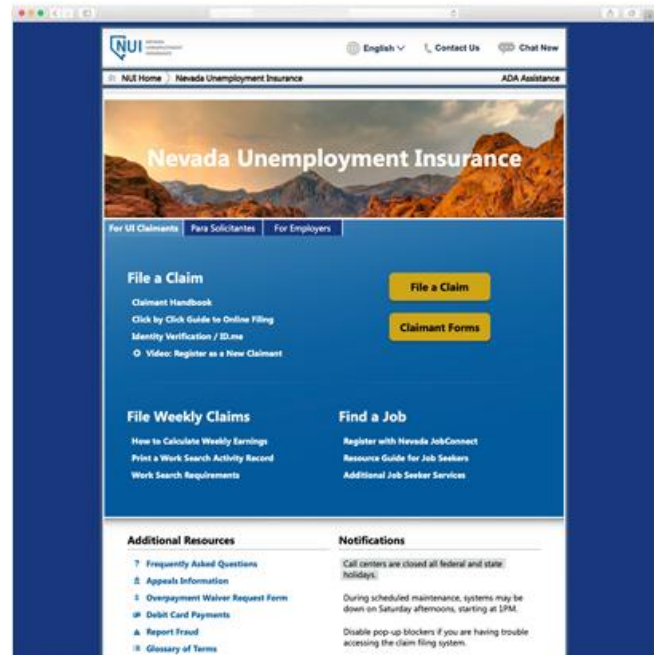 NUI NEVADA
UNEMPLOYMENT
INSURANCE
English
Contact Us
Chat Now
NUI Home
Nevada Unemployment Insurance
ADA Assistance
Nevada Unemployment Insurance
For UI Claimants
Para Solicitantes
For Employers
File a Claim
Claimant Handbook
Click by Click Guide to Online Filing
Identity Verification / ID.me
Video: Register as a New Claimant
File a Claim
Claimant Forms
File Weekly Claims
How to Calculate Weekly Earnings
Print a Work Search Activity Record
Work Search Requirements
Find a Job
Register with Nevada JobConnect
Resource Guide for Job Seekers
Additional Job Seeker Services
Additional Resources
? Frequently Asked Questions
Appeals Information
Overpayment Waiver Request Form
Debit Card Payments
Report Fraud
Glossary of Terms
Notifications
Call centers are closed all federal and state
holidays.
During scheduled maintenance, systems may be
down on Saturday afternoons, starting at 1PM.
Disable pop-up blockers if you are having trouble
accessing the claim filing system.